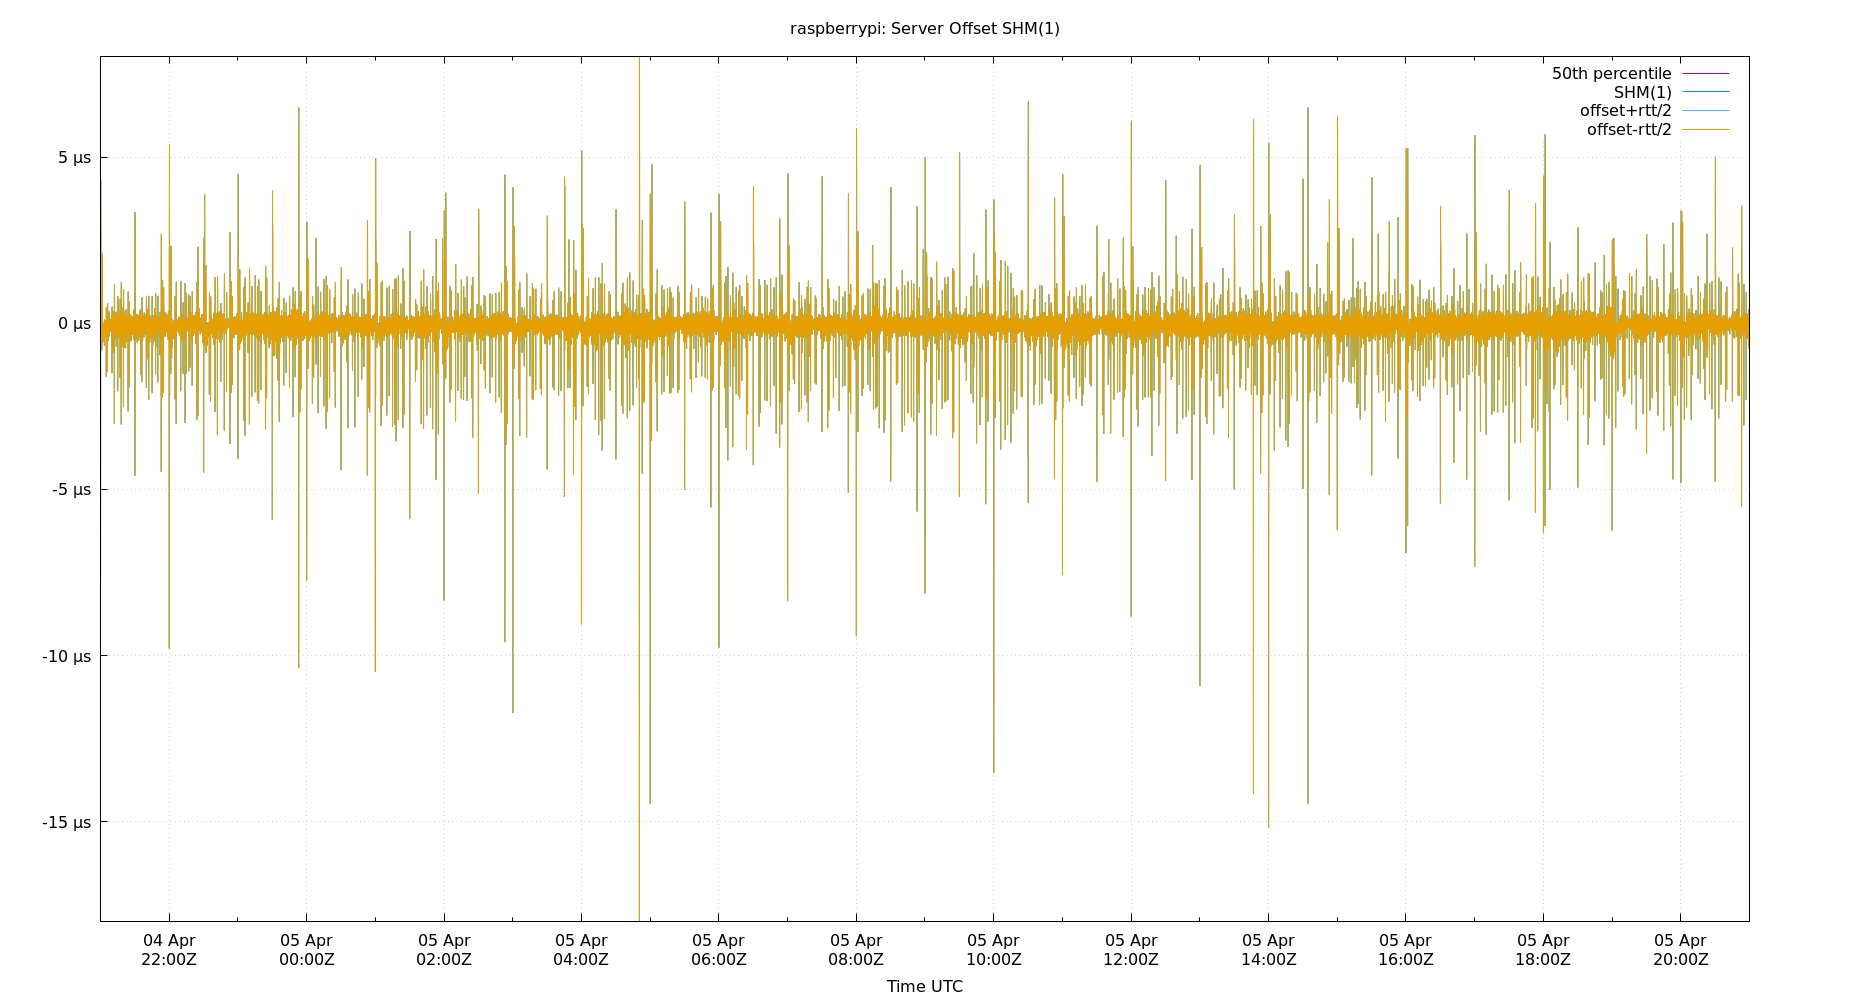 raspberrypi: Server Offset SHM(1)
50th percentile
SHM(1)
offset+rtt/2
offset-rtt/2
5 µs
0 µs
-5 µs
-10 µs
-15 µs
04 Apr 05 Apr 05 Apr 05 Apr 05 Apr 05 Apr 05 Apr 05 Apr 05 Apr 05 Apr 05 Apr 05 Apr
22:00Z 00:00Z 02:00Z 04:00Z 06:00Z 08:00Z 10:00Z 12:00Z 14:00Z 16:00Z 18:00Z 20:00Z
Time UTC